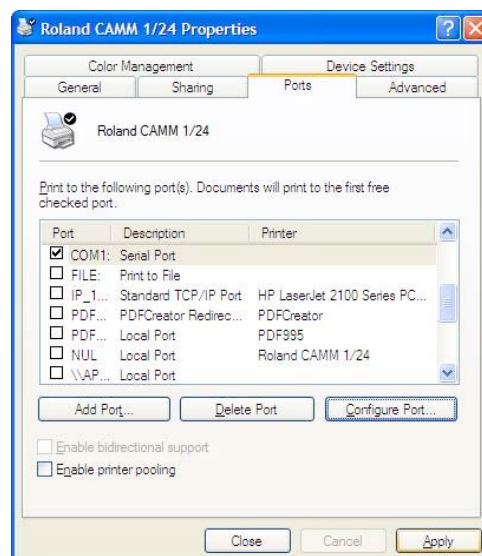 Roland CAMM 1/24 Properties
Color Management Device Settings
General Sharing Ports Advanced
Roland CAMM 1/24
Print to the following port(s). Documents will print to the first free
checked port.
Port Description Printer
COM1: Serial Port
FILE: Print to File
IP_1... Standard TCP/IP Port HP LaserJet 2100 Series PC...
PDF... PDFCreator Redirec... PDFCreator
PDF... Local Port PDF995
NUL Local Port Roland CAMM 1/24
\\AP... Local Port
Add Port... Delete Port Configure Port...
Enable bidirectional support
Enable printer pooling
Close Cancel Apply